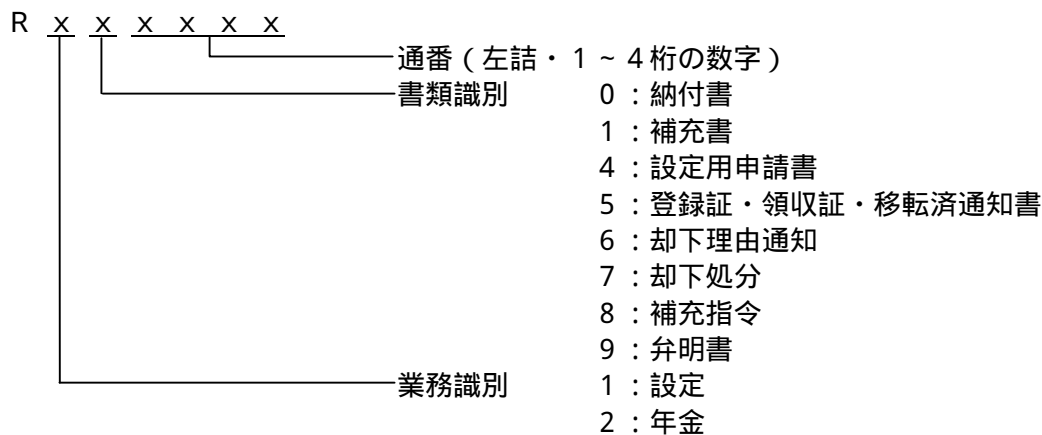 R x x x x x x
通番(左詰・1~4桁の数字)
書類識別 0:納付書
1:補充書
4:設定用申請書
5:登録証・領収証・移転済通知書
6:却下理由通知
7:却下処分
8:補充指令
9:弁明書
業務識別 1:設定
2:年金